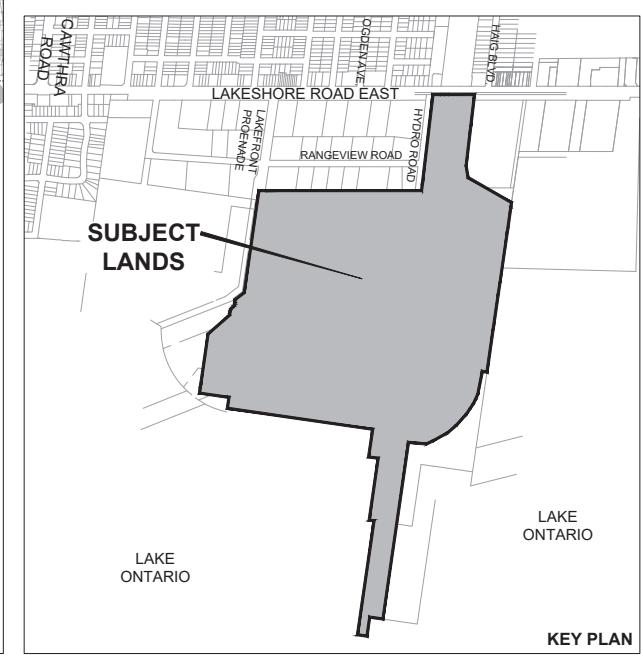 CAWTHRA
ROAD
OGDEN AVE
HAIG BLVD
LAKESHORE ROAD EAST
LAKEFRONT
PROENADE
HYDRO ROAD
RANGEVIEW ROAD
SUBJECT
LANDS
LAKE
ONTARIO
LAKE
ONTARIO
KEY PLAN